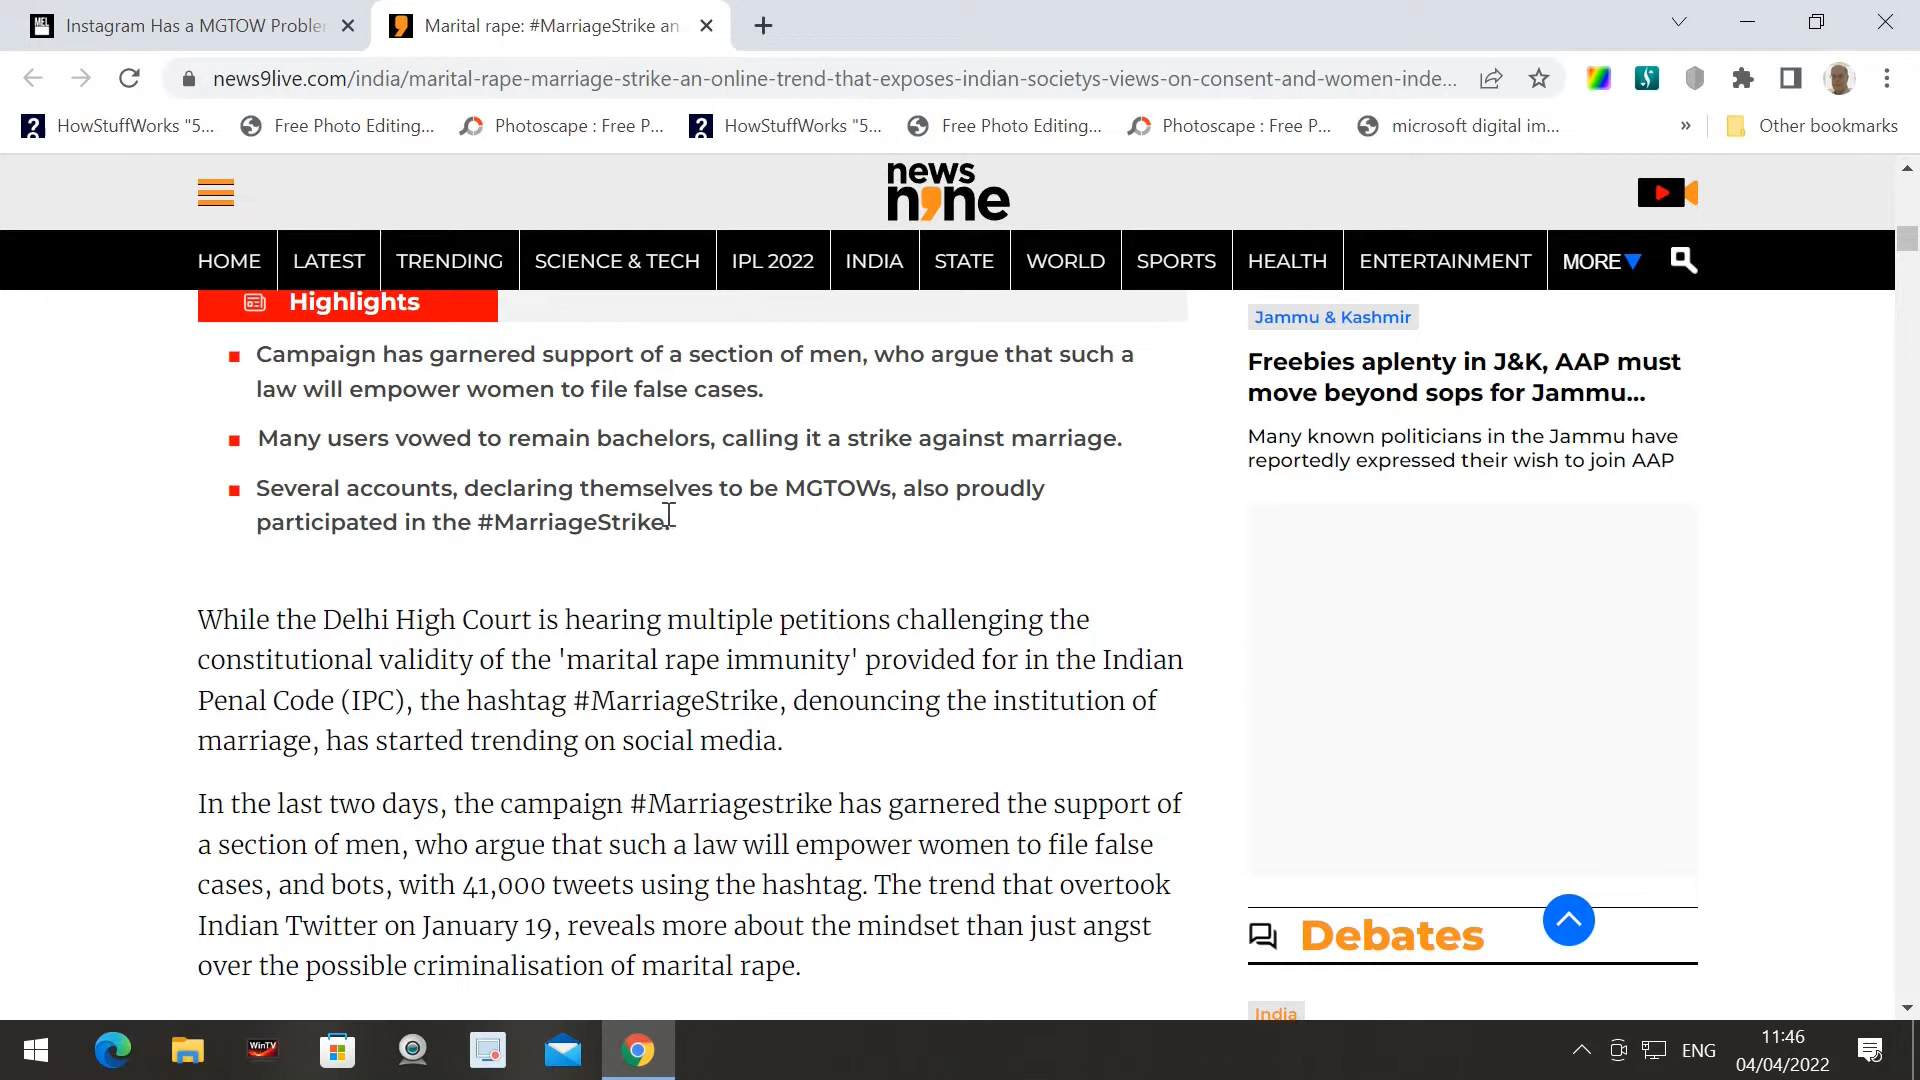 MEL
Instagram Has a MGTOW Proble
Marital rape: #MarriageStrike an
news9live.com/india/marital-rape-marriage-strike-an-online-trend-that-exposes-indian-societys-views-on-consent-and-women-inde...
HowStuffWorks "5...
Free Photo Editing...
Photoscape : Free P...
HowStuffWorks "5...
Free Photo Editing...
Photoscape : Free P...
microsoft digital im...
»
Other bookmarks
news
n9ne
HOME
LATEST
TRENDING
SCIENCE & TECH
IPL 2022
INDIA
STATE
WORLD
SPORTS
HEALTH
ENTERTAINMENT
MORE
Highlights
Campaign has garnered support of a section of men, who argue that such a
law will empower women to file false cases.
Many users vowed to remain bachelors, calling it a strike against marriage.
Several accounts, declaring themselves to be MGTOWs, also proudly
participated in the #MarriageStrike.
While the Delhi High Court is hearing multiple petitions challenging the
constitutional validity of the 'marital rape immunity' provided for in the Indian
Penal Code (IPC), the hashtag #MarriageStrike, denouncing the institution of
marriage, has started trending on social media.
In the last two days, the campaign #Marriagestrike has garnered the support of
a section of men, who argue that such a law will empower women to file false
cases, and bots, with 41,000 tweets using the hashtag. The trend that overtook
Indian Twitter on January 19, reveals more about the mindset than just angst
over the possible criminalisation of marital rape.
Jammu & Kashmir
Freebies aplenty in J&K, AAP must
move beyond sops for Jammu...
Many known politicians in the Jammu have
reportedly expressed their wish to join AAP
Debates
India
WinTV
ENG
11:46
04/04/2022